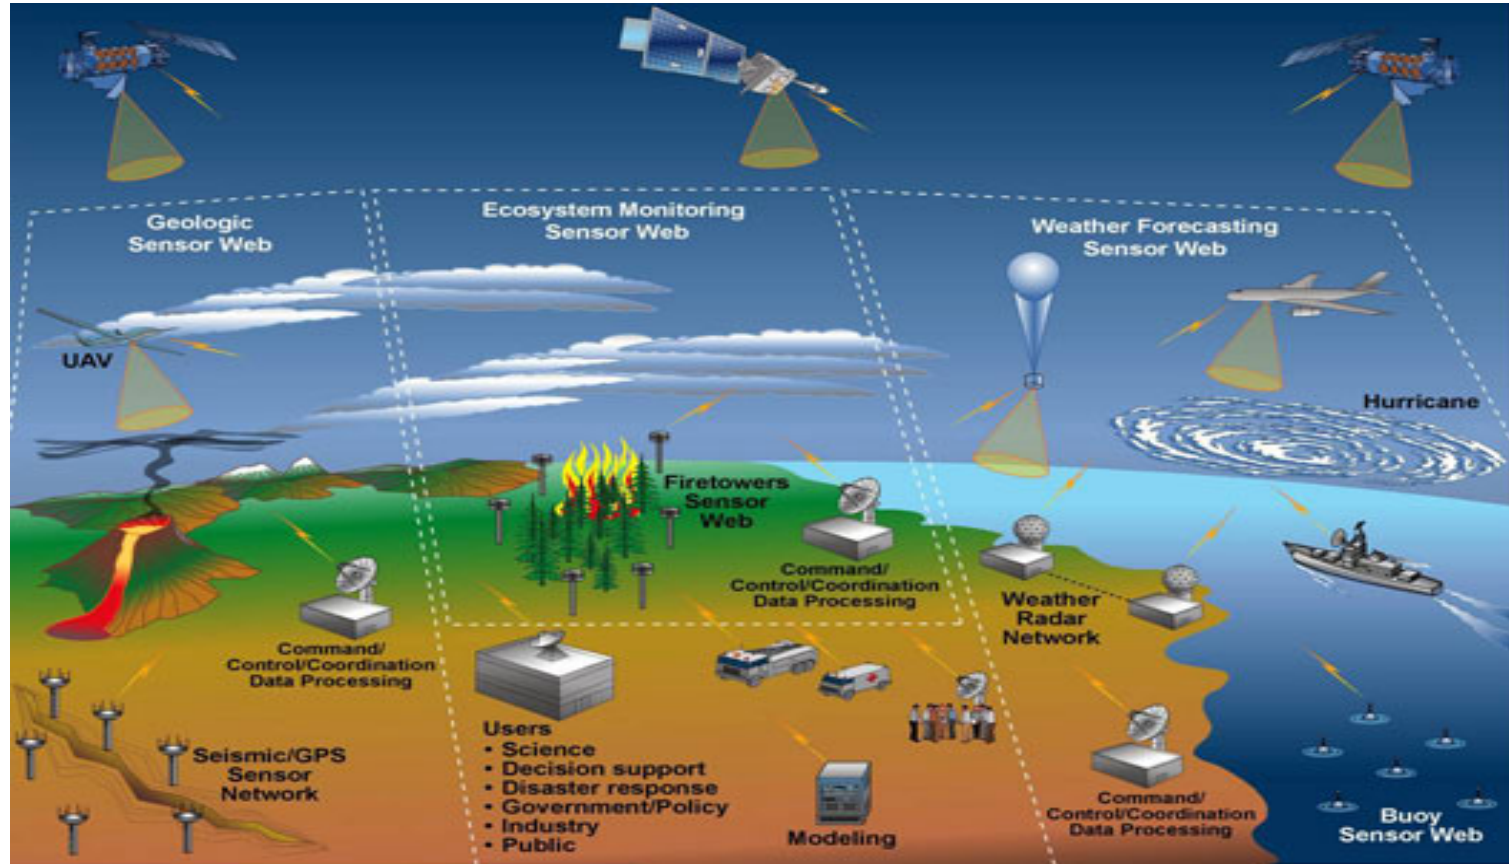 Geologic
Sensor Web
Ecosystem Monitoring
Sensor Web
Weather Forecasting
Sensor Web
UAV
Hurricane
Firetowers
Sensor
Web
Command/
Control/Coordination
Data Processing
Weather
Radar
Network
Command/
Control/Coordination
Data Processing
Users
• Science
• Decision support
• Disaster response
• Government/Policy
• Industry
• Public
Seismic/GPS
Sensor
Network
Modeling
Command/
Control/Coordination
Data Processing
Buoy
Sensor Web